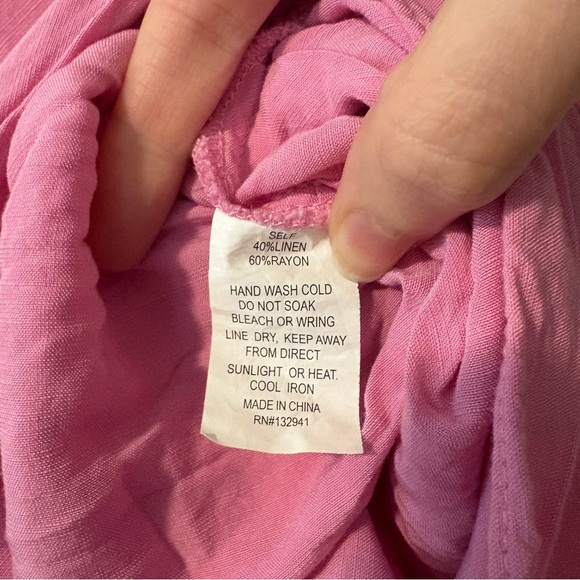 SELF
40%LINEN
60%RAYON
HAND WASH COLD
DO NOT SOAK
BLEACH OR WRING
LINE DRY, KEEP AWAY
FROM DIRECT
SUNLIGHT OR HEAT.
COOL IRON
MADE IN CHINA
RN#132941